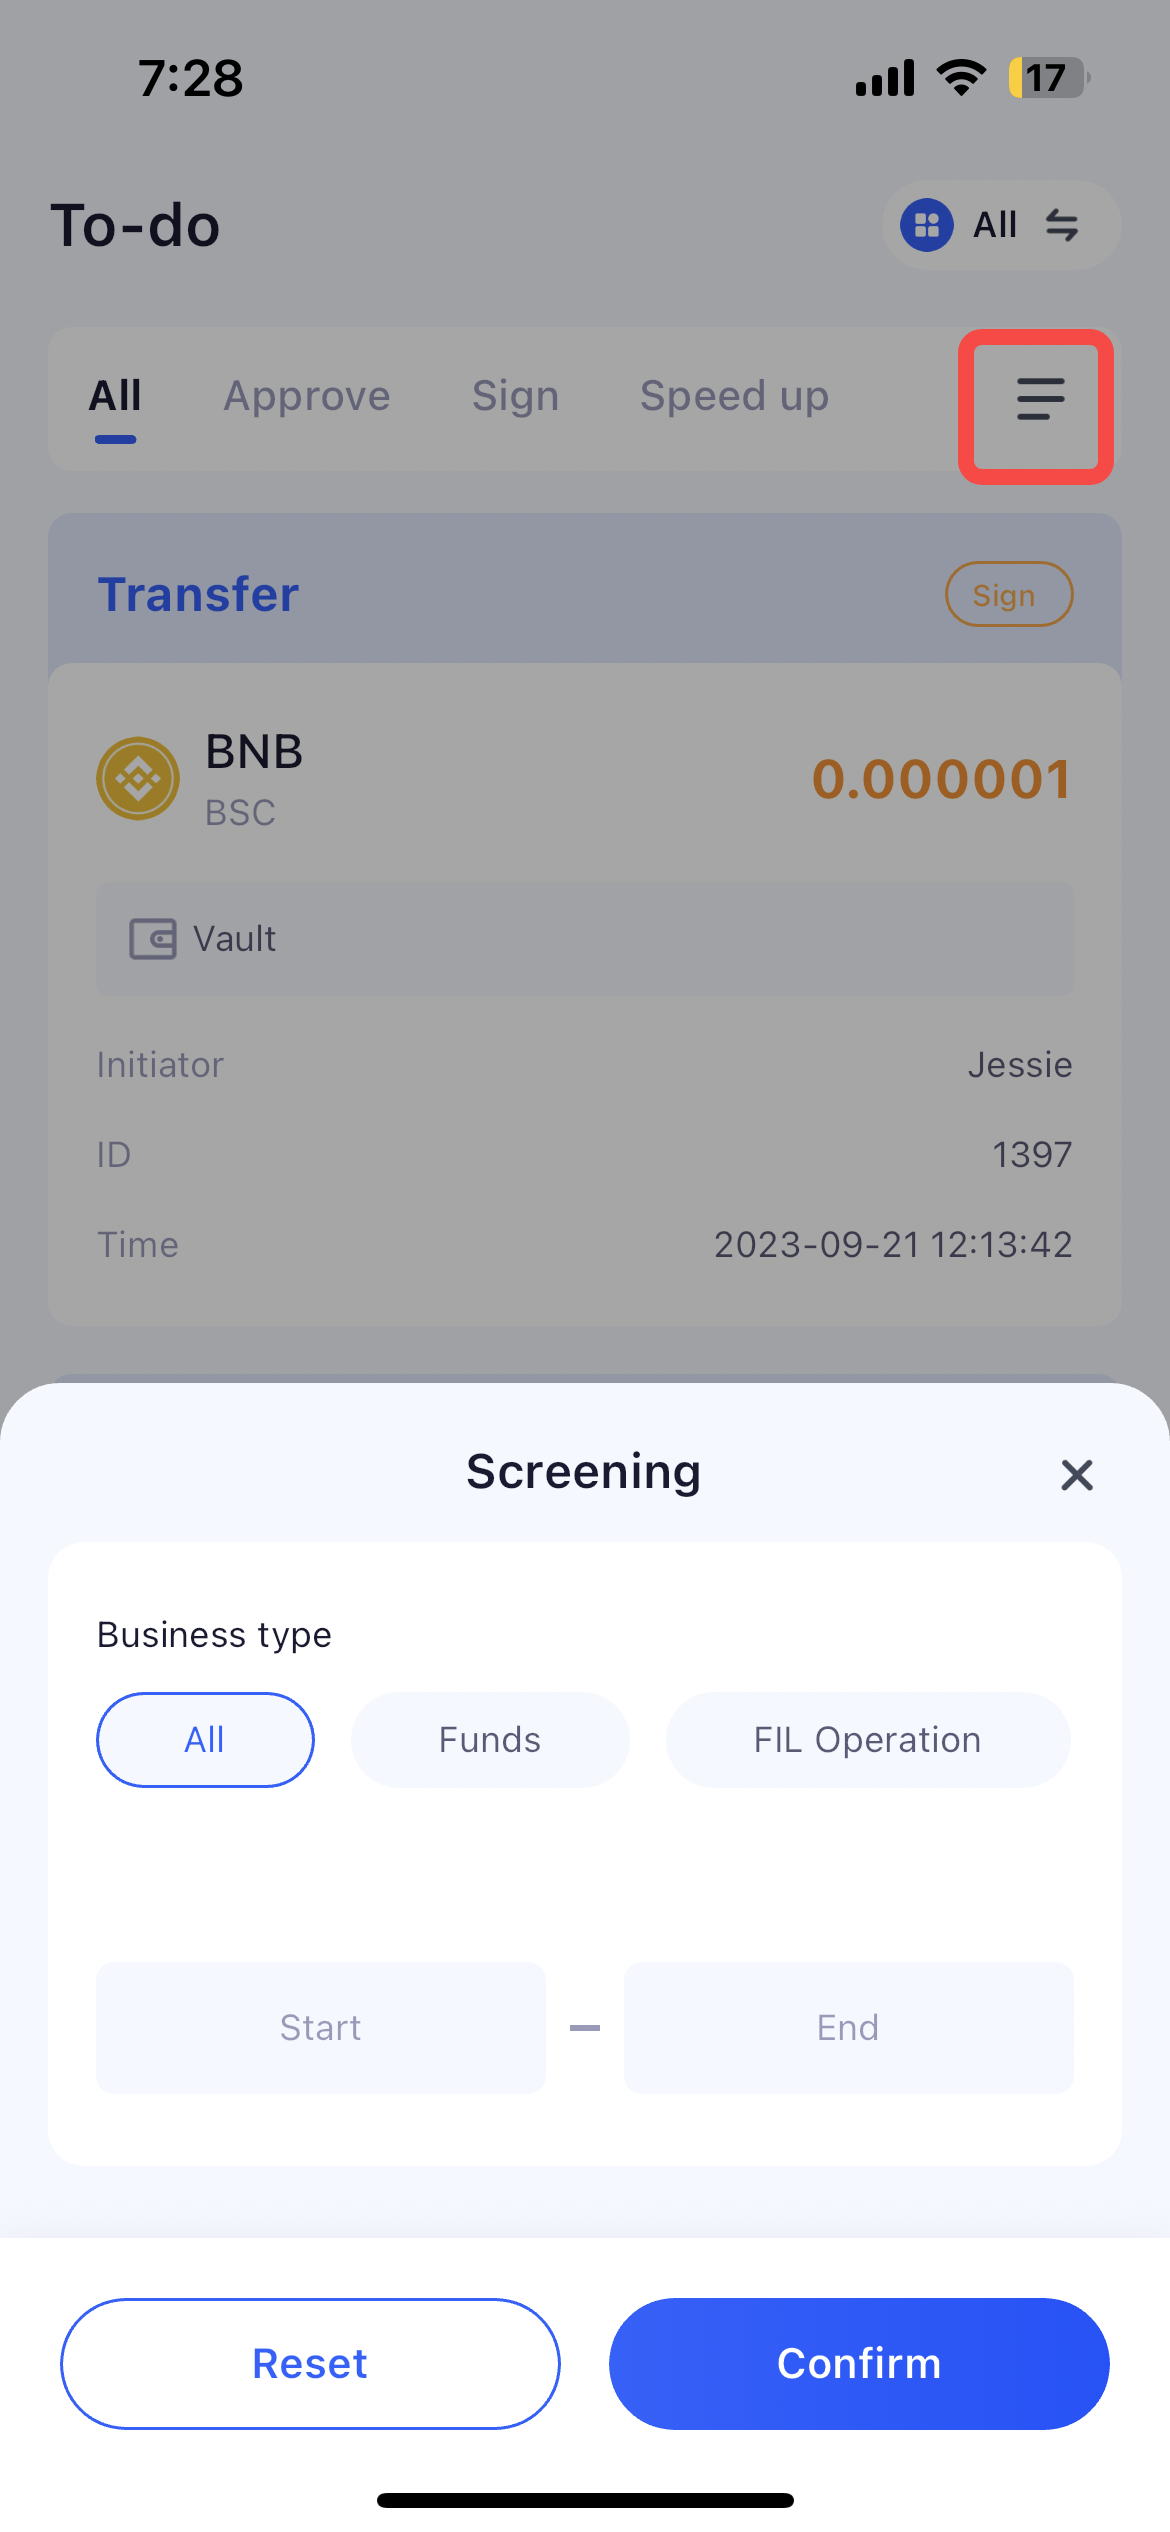 7:28
17
To-do
All
All Approve Sign Speed up
Transfer
Sign
BNB
BSC
0.000001
Vault
Initiator Jessie
ID 1397
Time 2023-09-21 12:13:42
Screening
Business type
All Funds FIL Operation
Start – End
Reset Confirm